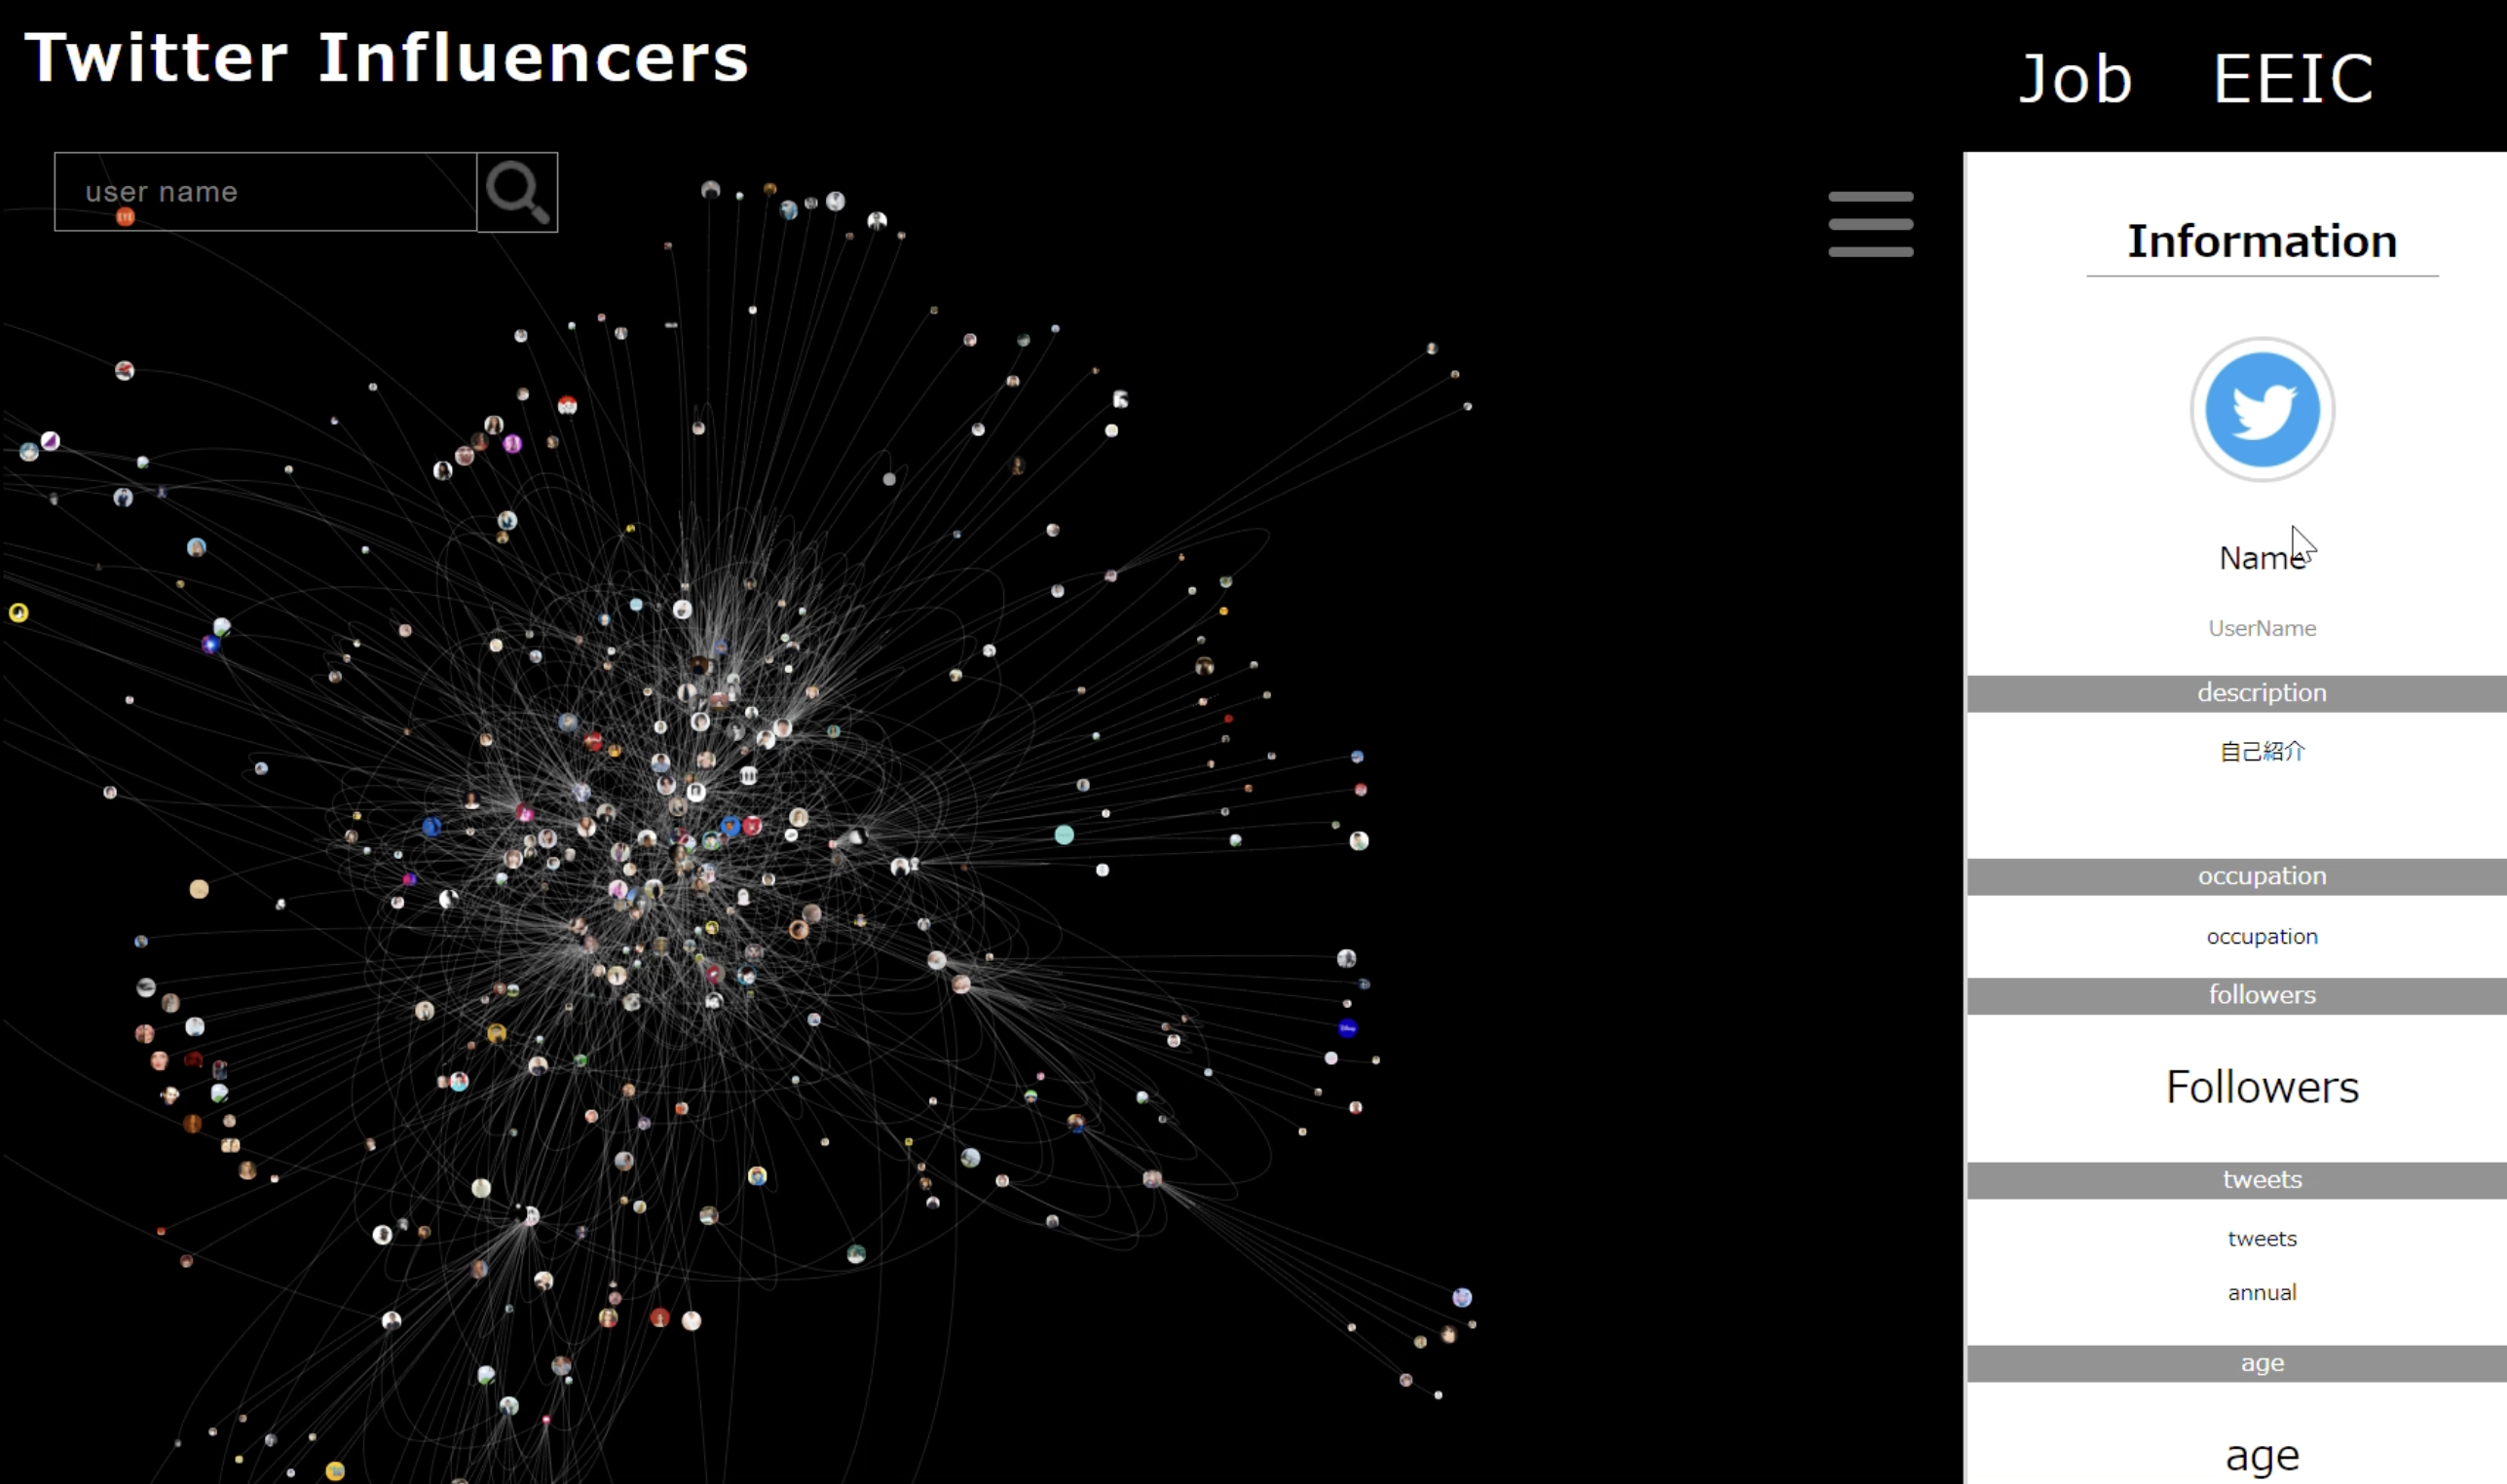 Twitter Influencers
Job EEIC
user name
Information
Name
UserName
description
自己紹介
occupation
occupation
followers
Followers
tweets
tweets
annual
age
age